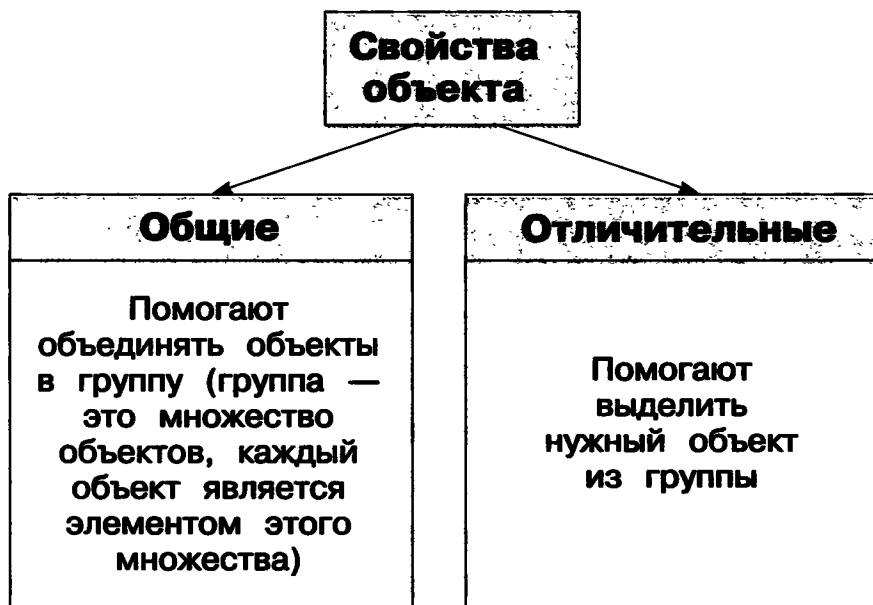 Свойства
объекта
Общие
Помогают
объединять объекты
в группу (группа —
это множество
объектов, каждый
объект является
элементом этого
множества)
Отличительные
Помогают
выделить
нужный объект
из группы